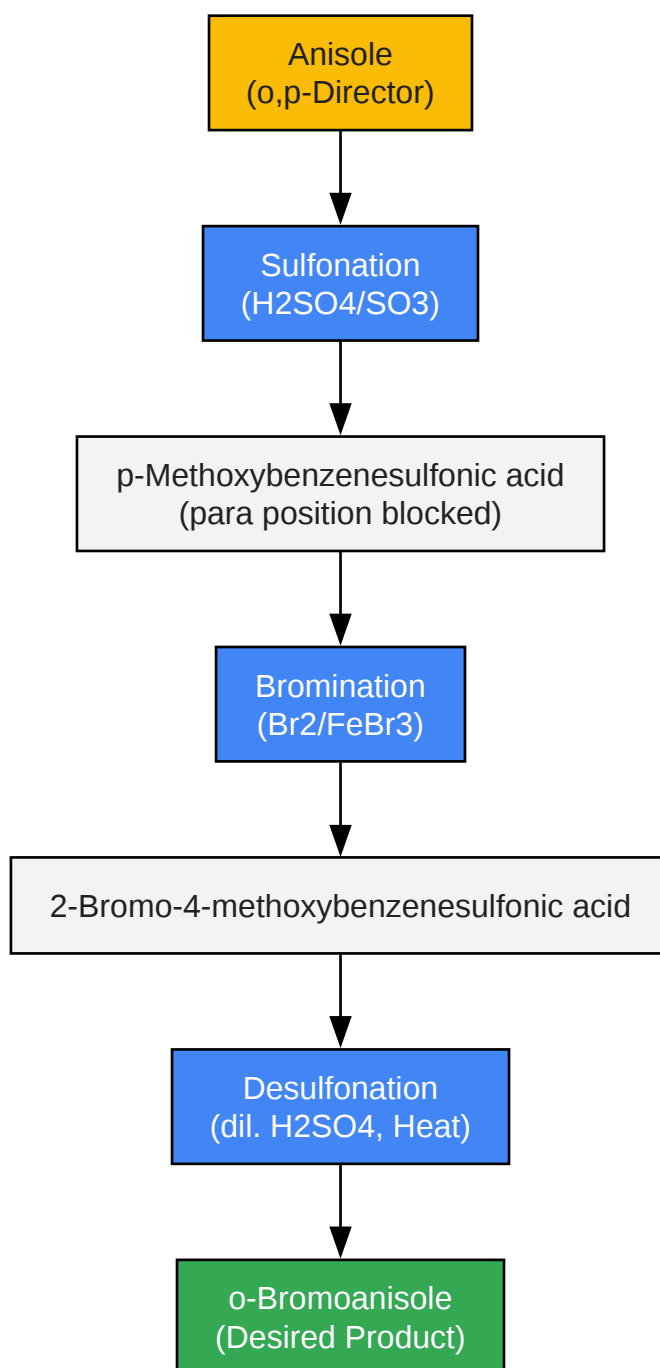 Anisole
(o,p-Director)
Sulfonation
(H2SO4/SO3)
p-Methoxybenzenesulfonic acid
(para position blocked)
Bromination
(Br2/FeBr3)
2-Bromo-4-methoxybenzenesulfonic acid
Desulfonation
(dil. H2SO4, Heat)
o-Bromoanisole
(Desired Product)